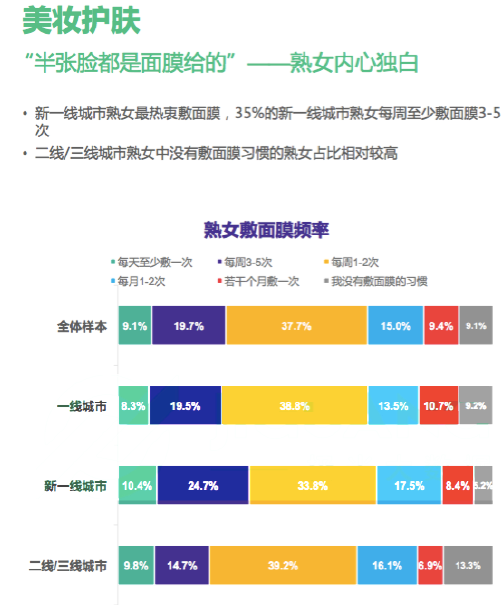 美妆护肤
“半张脸都是面膜给的”——熟女内心独白
• 新一线城市熟女最热衷敷面膜，35%的新一线城市熟女每周至少敷面膜3-5
次
• 二线/三线城市熟女中没有敷面膜习惯的熟女占比相对较高
熟女敷面膜频率
每天至少敷一次 每周3-5次 每周1-2次
每月1-2次 若干个月敷一次 我没有敷面膜的习惯
全体样本 9.1% 19.7% 37.7% 15.0% 9.4% 9.1%
一线城市 8.3% 19.5% 38.8% 13.5% 10.7% 9.2%
新一线城市 10.4% 24.7% 33.8% 17.5% 8.4% 5.2%
二线/三线城市 9.8% 14.7% 39.2% 16.1% 6.9% 13.3%